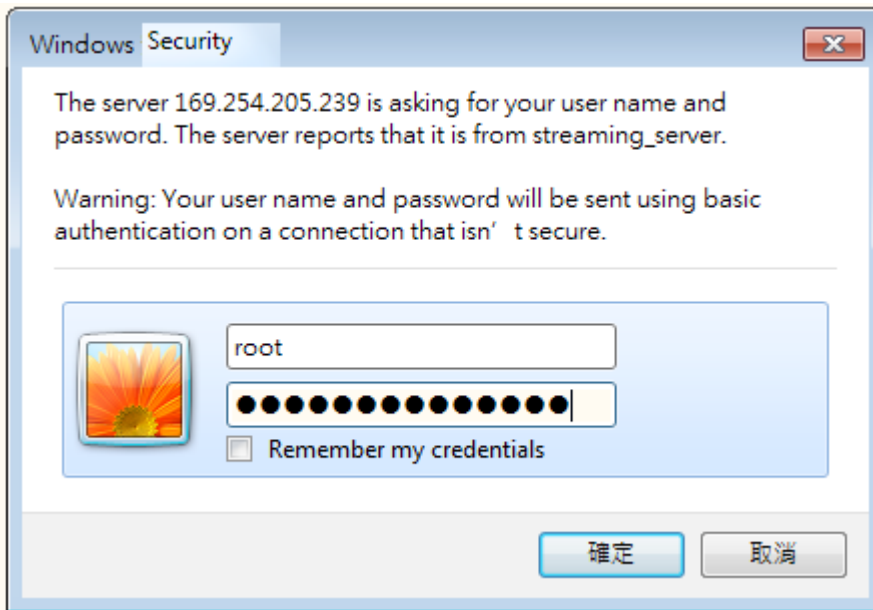 Windows Security
The server 169.254.205.239 is asking for your user name and
password. The server reports that it is from streaming_server.
Warning: Your user name and password will be sent using basic
authentication on a connection that isn’ t secure.
root
●●●●●●●●●●●●●●
Remember my credentials
確定 取消